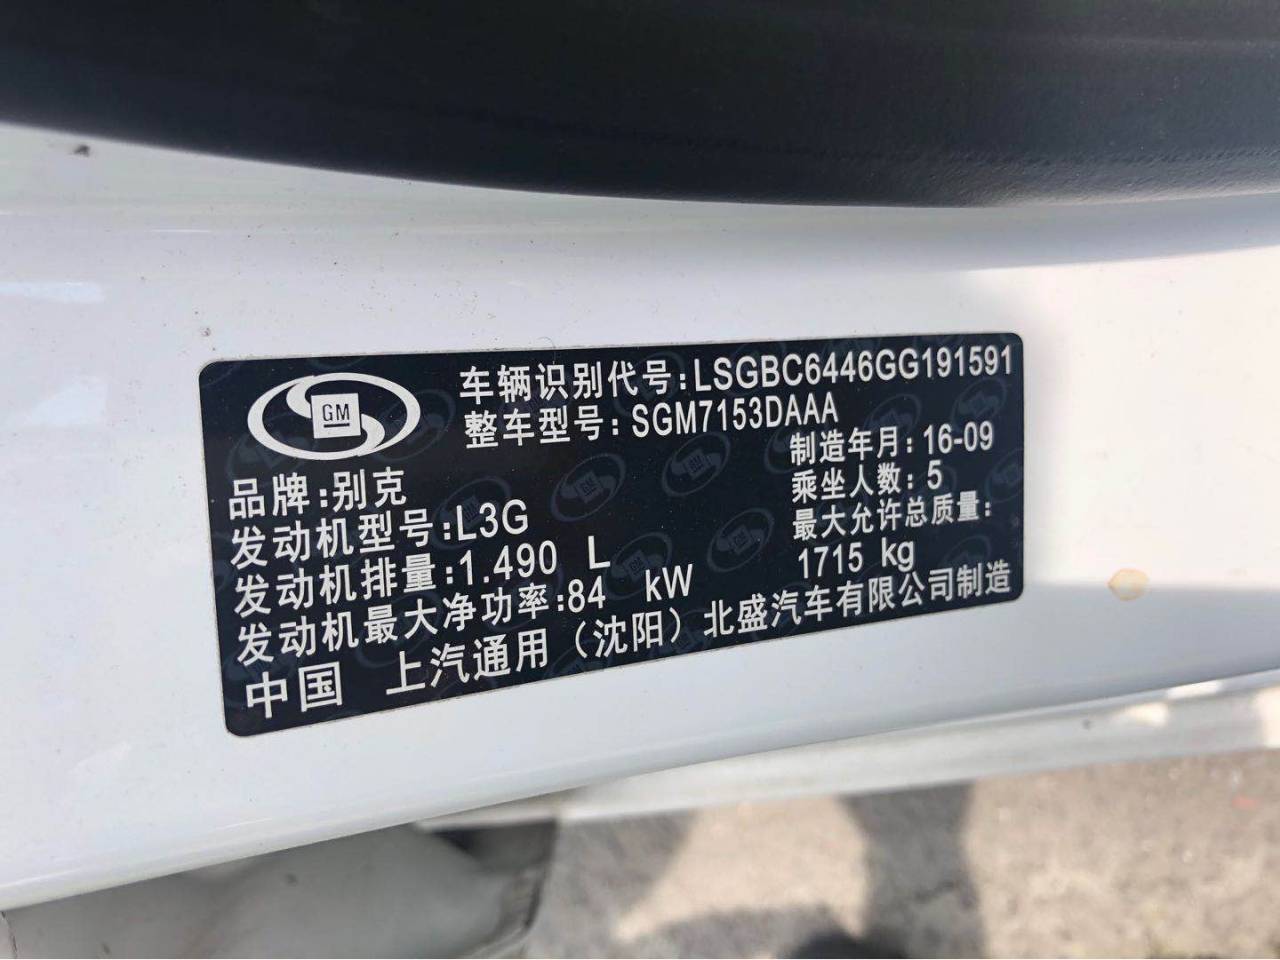 GM
车辆识别代号:LSGBC6446GG191591
整车型号:SGM7153DAAA
制造年月:16-09
品牌:别克
乘坐人数:5
发动机型号:L3G
最大允许总质量:
发动机排量:1.490 L
1715 kg
发动机最大净功率:84 kW
中国 上汽通用（沈阳）北盛汽车有限公司制造